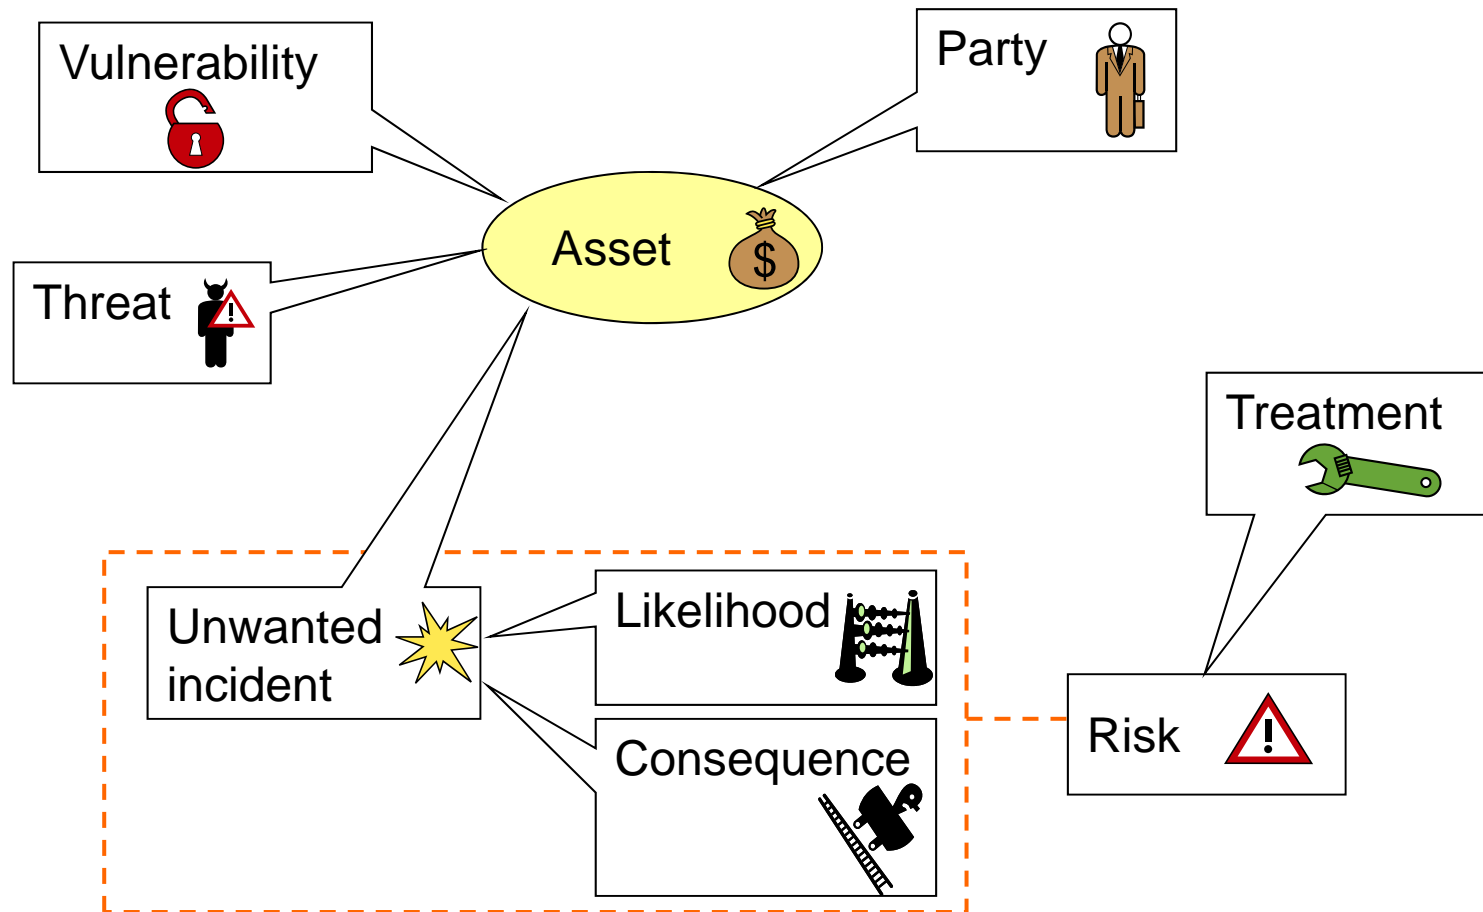 Vulnerability
Party
Asset
$
Threat
!
Treatment
Unwanted
incident
Likelihood
Consequence
Risk
!